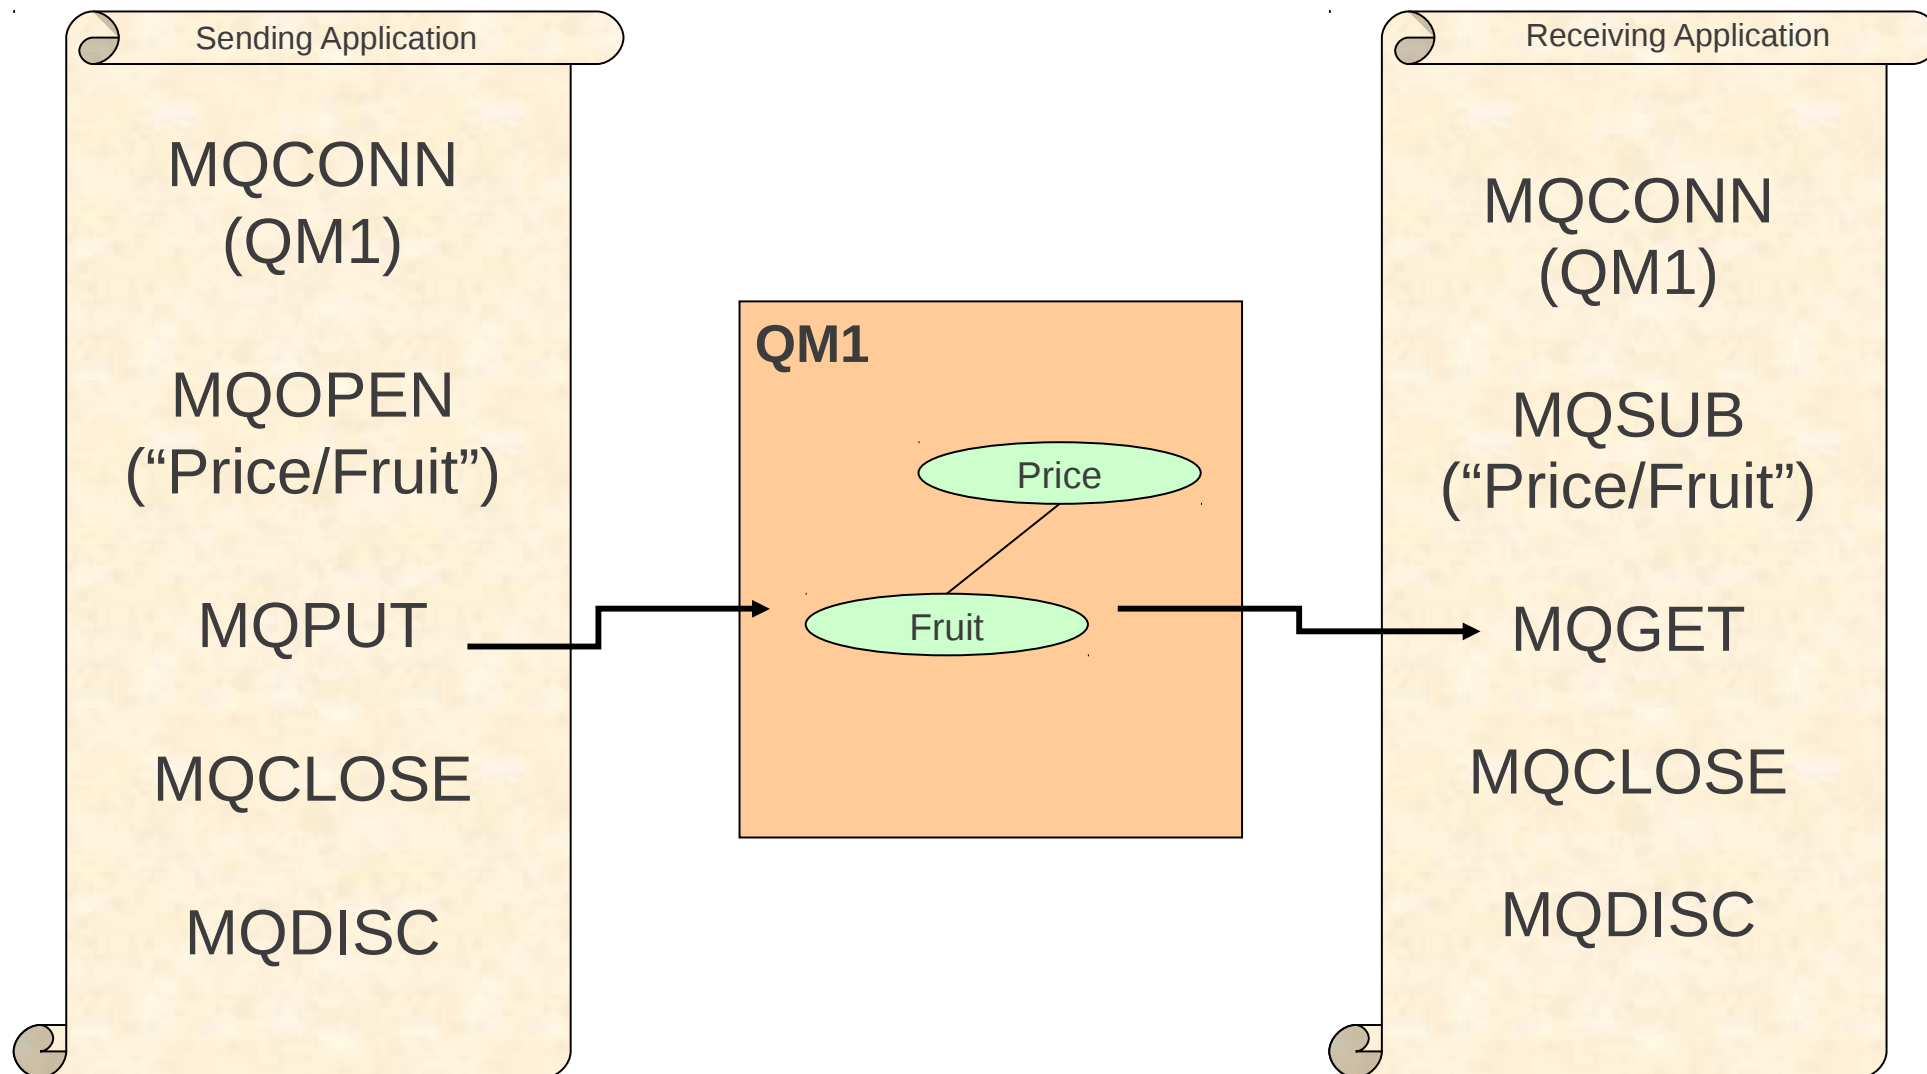 Sending Application
MQCONN
(QM1)
MQOPEN
(“Price/Fruit”)
MQPUT
MQCLOSE
MQDISC
QM1
Price
Fruit
Receiving Application
MQCONN
(QM1)
MQSUB
(“Price/Fruit”)
MQGET
MQCLOSE
MQDISC